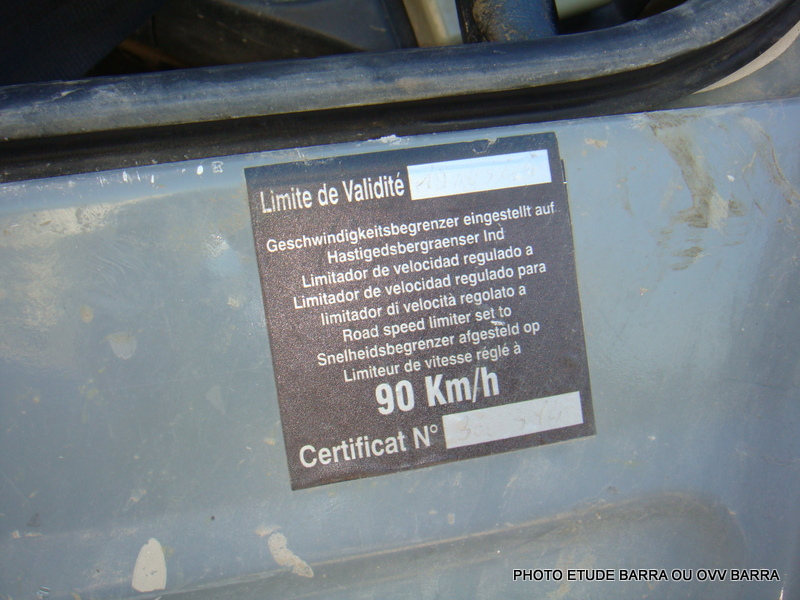 Limite de Validité
Geschwindigkeitsbegrenzer eingestellt auf
Hastigedsbergraenser Ind
Limitador de velocidad regulado a
Limitador de velocidad regulado para
limitador di velocità regolato a
Road speed limiter set to
Snelheidsbegrenzer afgesteld op
Limiteur de vitesse réglé à
90 Km/h
Certificat N°
PHOTO ETUDE BARRA OU OVV BARRA